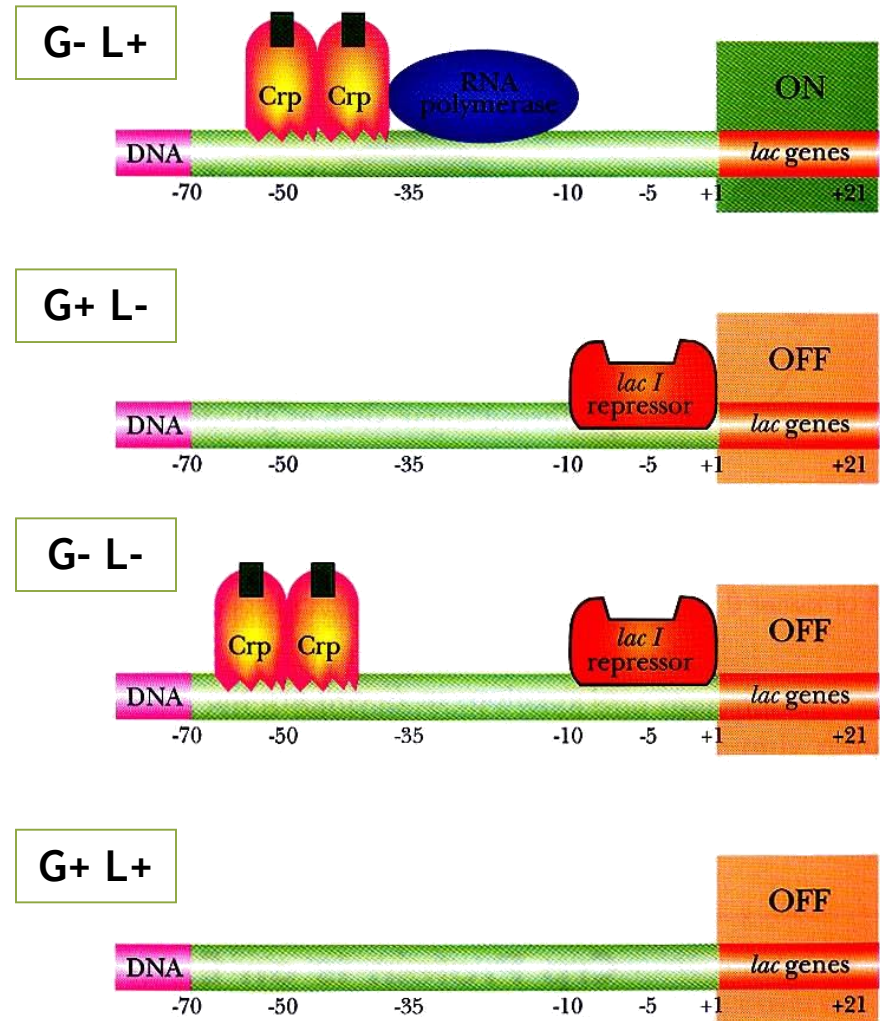 G- L+
Crp Crp RNA polymerase ON
DNA lac genes
-70 -50 -35 -10 -5 +1 +21
G+ L-
lac I repressor OFF
DNA lac genes
-70 -50 -35 -10 -5 +1 +21
G- L-
Crp Crp lac I repressor OFF
DNA lac genes
-70 -50 -35 -10 -5 +1 +21
G+ L+
OFF
DNA lac genes
-70 -50 -35 -10 -5 +1 +21